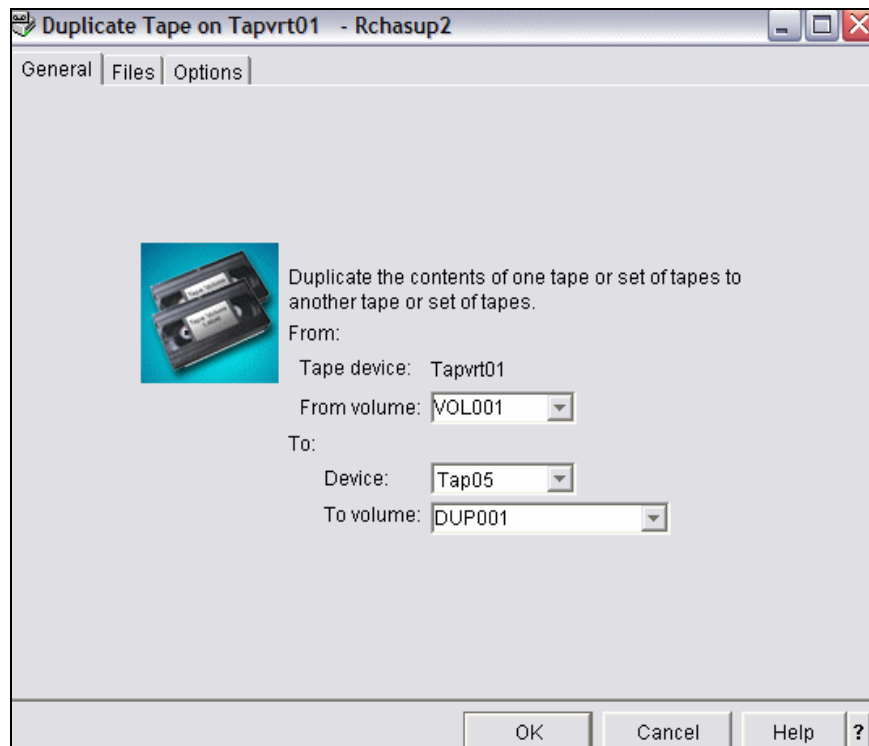 Duplicate Tape on Tapvrt01 - Rchasup2
General Files Options
Duplicate the contents of one tape or set of tapes to
another tape or set of tapes.
From:
Tape device: Tapvrt01
From volume: VOL001
To:
Device: Tap05
To volume: DUP001
OK Cancel Help ?